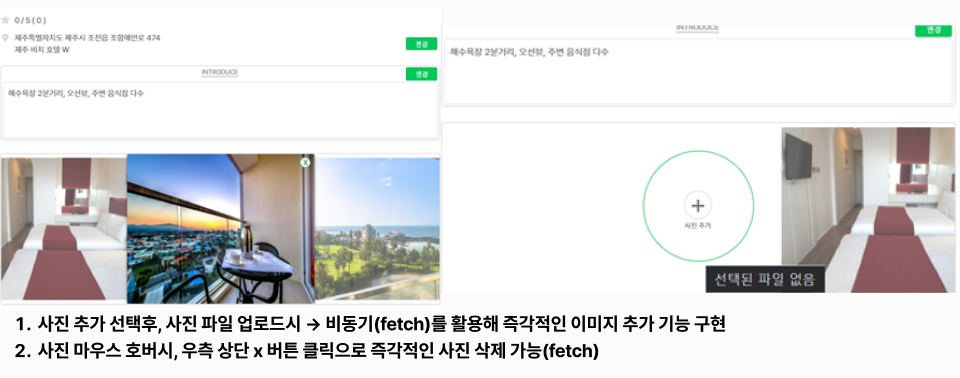 0/5(0)
제주특별자치도 제주시 조천읍 조함해안로 474
제주 비치 호텔 W
변경
INTRODUCE
변경
해수욕장 2분거리, 오션뷰, 주변 음식점 다수
X
INTRODUCE
변경
해수욕장 2분거리, 오션뷰, 주변 음식점 다수
사진 추가
선택된 파일 없음
1. 사진 추가 선택후, 사진 파일 업로드시 → 비동기(fetch)를 활용해 즉각적인 이미지 추가 기능 구현
2. 사진 마우스 호버시, 우측 상단 x 버튼 클릭으로 즉각적인 사진 삭제 가능(fetch)